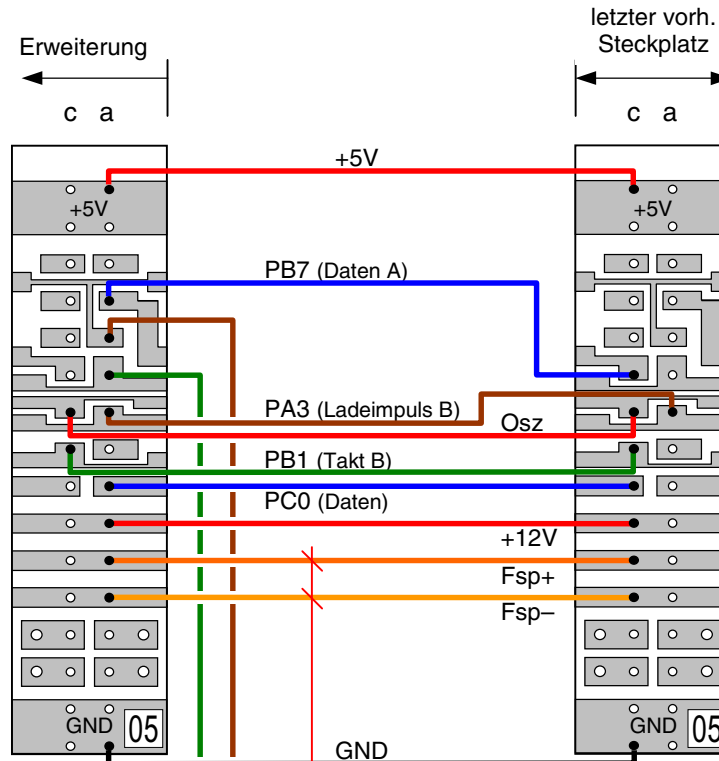 letzter vorh.
Erweiterung
Steckplatz
c a
c a
+5V
+5V
+5V
PB7 (Daten A)
PA3 (Ladeimpuls B)
Osz
PB1 (Takt B)
PC0 (Daten)
+12V
Fsp+
Fsp–
GND 05
GND 05
GND